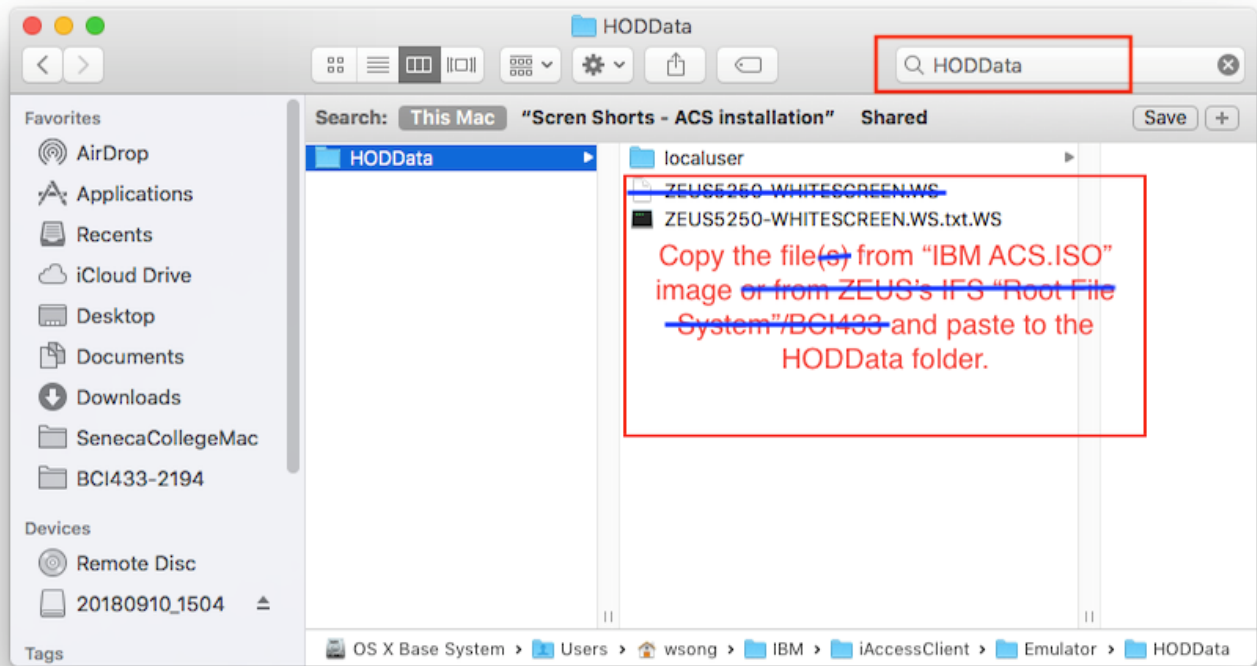 HODData
HODData
Search: This Mac “Scren Shorts - ACS installation” Shared Save +
Favorites
AirDrop
Applications
Recents
iCloud Drive
Desktop
Documents
Downloads
SenecaCollegeMac
BCI433-2194
Devices
Remote Disc
20180910_1504
Tags
HODData
localuser
ZEUS5250-WHITESCREEN.WS
ZEUS5250-WHITESCREEN.WS.txt.WS
Copy the file(s) from “IBM ACS.ISO”
image or from ZEUS’s IFS “Root File
System”/BCI433 and paste to the
HODData folder.
OS X Base System › Users › wsong › IBM › iAccessClient › Emulator › HODData